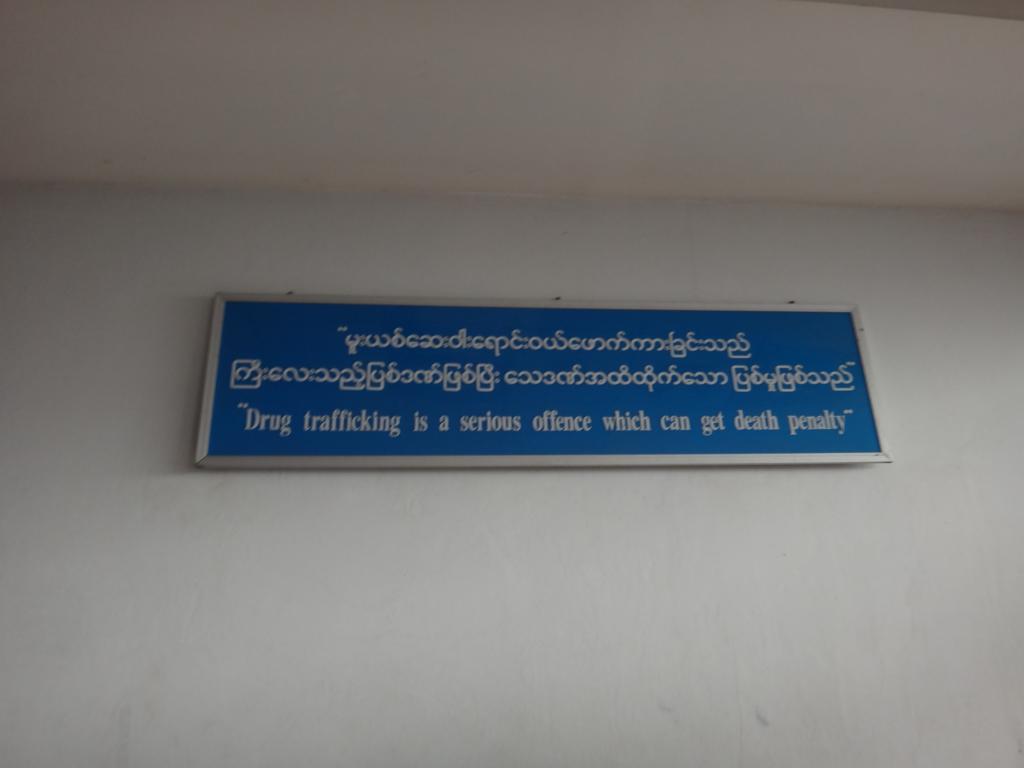 "မူးယစ်ဆေးဝါးရောင်းဝယ်ဖောက်ကားခြင်းသည်
ကြီးလေးသည့်ပြစ်ဒဏ်ဖြစ်ပြီး သေဒဏ်အထိထိုက်သော ပြစ်မှုဖြစ်သည်"
"Drug trafficking is a serious offence which can get death penalty"